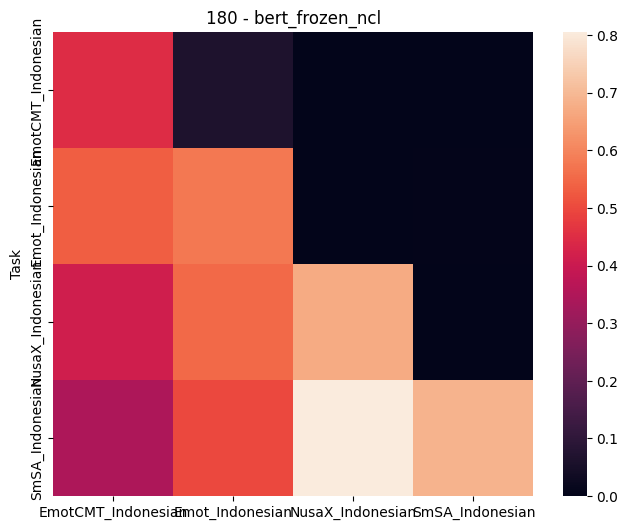 180 - bert_frozen_ncl
Task
EmotCMT_Indonesian
Emot_Indonesian
NusaX_Indonesian
SmSA_Indonesian
EmotCMT_Indonesian
Emot_Indonesian
NusaX_Indonesian
SmSA_Indonesian
0.8
0.7
0.6
0.5
0.4
0.3
0.2
0.1
0.0